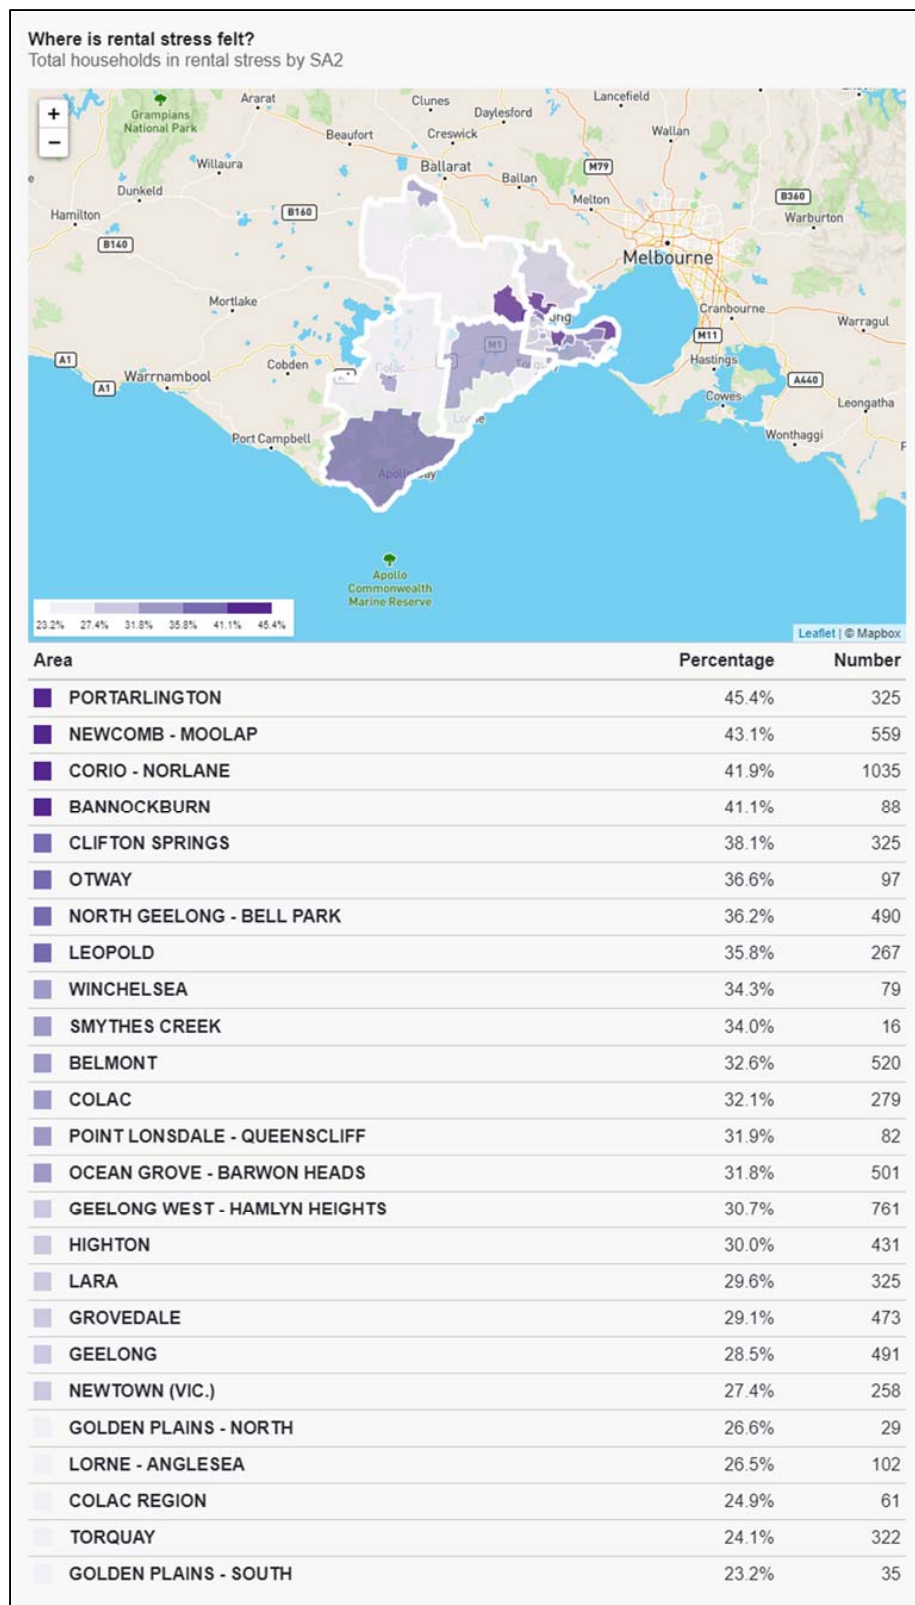 Where is rental stress felt?
Total households in rental stress by SA2
+
−
Grampians
National Park
Ararat
Clunes
Lancefield
Daylesford
Beaufort
Creswick
Wallan
Willaura
Ballarat
M79
Ballan
Dunkeld
Melton
B360
Hamilton
B160
Warburton
B140
Melbourne
Mortlake
Cranbourne
Warragul
M11
M1
A1
Cobden
Colac
Hastings
A1
Warrnambool
A440
Cowes
Leongatha
Port Campbell
Wonthaggi
Apollo Bay
Apollo
Commonwealth
Marine Reserve
23.2% 27.4% 31.8% 35.8% 41.1% 45.4%
Leaflet | © Mapbox
Area Percentage Number
PORTARLINGTON 45.4% 325
NEWCOMB - MOOLAP 43.1% 559
CORIO - NORLANE 41.9% 1035
BANNOCKBURN 41.1% 88
CLIFTON SPRINGS 38.1% 325
OTWAY 36.6% 97
NORTH GEELONG - BELL PARK 36.2% 490
LEOPOLD 35.8% 267
WINCHELSEA 34.3% 79
SMYTHES CREEK 34.0% 16
BELMONT 32.6% 520
COLAC 32.1% 279
POINT LONSDALE - QUEENSCLIFF 31.9% 82
OCEAN GROVE - BARWON HEADS 31.8% 501
GEELONG WEST - HAMLYN HEIGHTS 30.7% 761
HIGHTON 30.0% 431
LARA 29.6% 325
GROVEDALE 29.1% 473
GEELONG 28.5% 491
NEWTOWN (VIC.) 27.4% 258
GOLDEN PLAINS - NORTH 26.6% 29
LORNE - ANGLESEA 26.5% 102
COLAC REGION 24.9% 61
TORQUAY 24.1% 322
GOLDEN PLAINS - SOUTH 23.2% 35